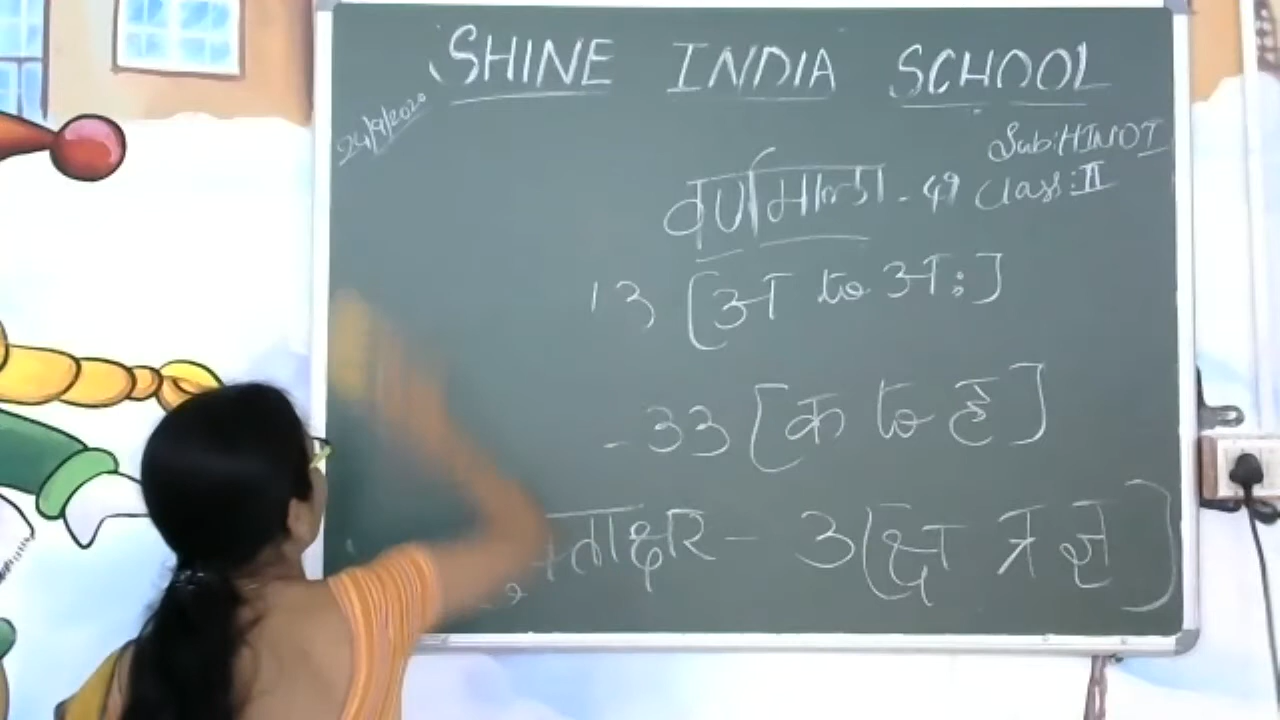 SHINE INDIA SCHOOL
24/9/2020
Sub:HINDI
वर्णमाला - 49
Class:II
13 [अ to अः]
- 33 [क to ह]
ताक्षर - 3 [क्ष त्र ज्ञ]